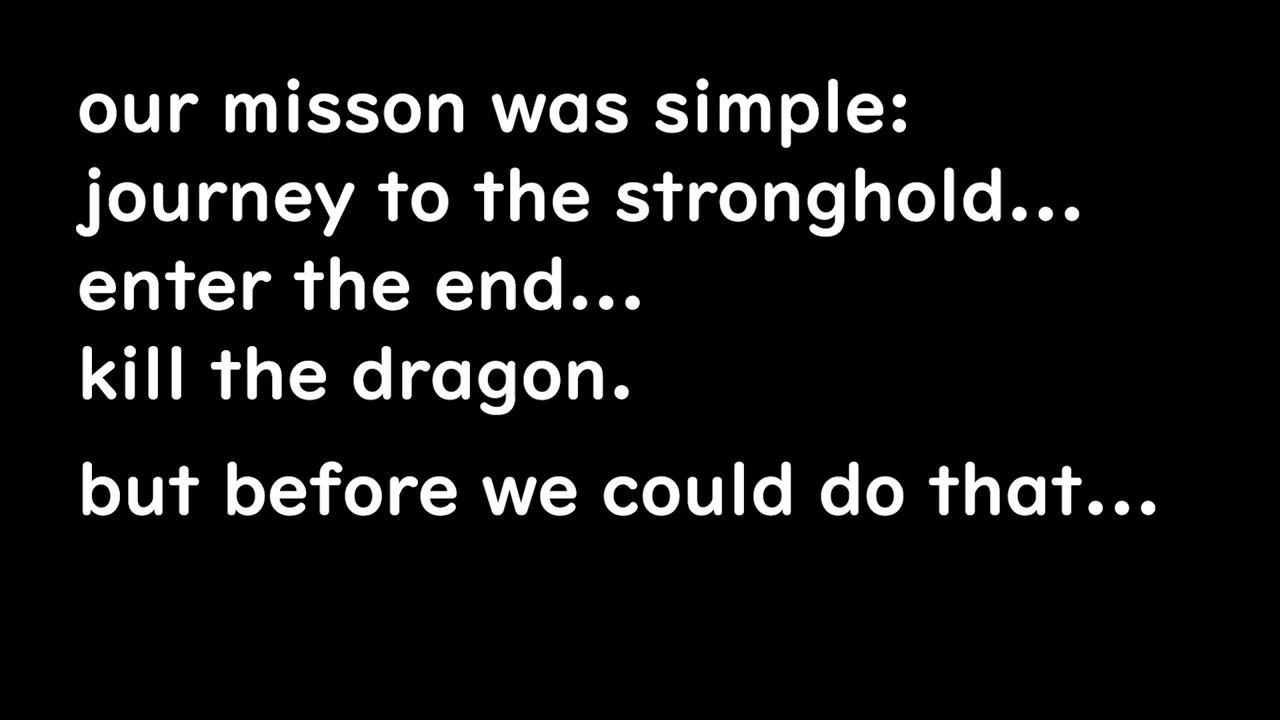 our misson was simple:
journey to the stronghold...
enter the end...
kill the dragon.
but before we could do that...